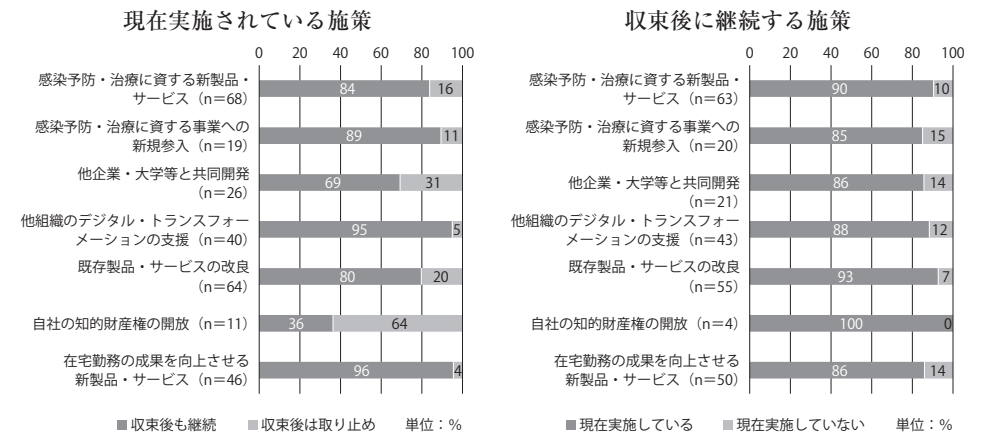 現在実施されている施策
0 20 40 60 80 100
感染予防・治療に資する新製品・
サービス（n＝68）
84 16
感染予防・治療に資する事業への
新規参入（n＝19）
89 11
他企業・大学等と共同開発
（n＝26）
69 31
他組織のデジタル・トランスフォー
メーションの支援（n＝40）
95 5
既存製品・サービスの改良
（n＝64）
80 20
自社の知的財産権の開放（n＝11）
36 64
在宅勤務の成果を向上させる
新製品・サービス（n＝46）
96 4
■収束後も継続 ■収束後は取り止め 単位：％
収束後に継続する施策
0 20 40 60 80 100
感染予防・治療に資する新製品・
サービス（n＝63）
90 10
感染予防・治療に資する事業への
新規参入（n＝20）
85 15
他企業・大学等と共同開発
（n＝21）
86 14
他組織のデジタル・トランスフォー
メーションの支援（n＝43）
88 12
既存製品・サービスの改良
（n＝55）
93 7
自社の知的財産権の開放（n＝4）
100 0
在宅勤務の成果を向上させる
新製品・サービス（n＝50）
86 14
■現在実施している ■現在実施していない 単位：％